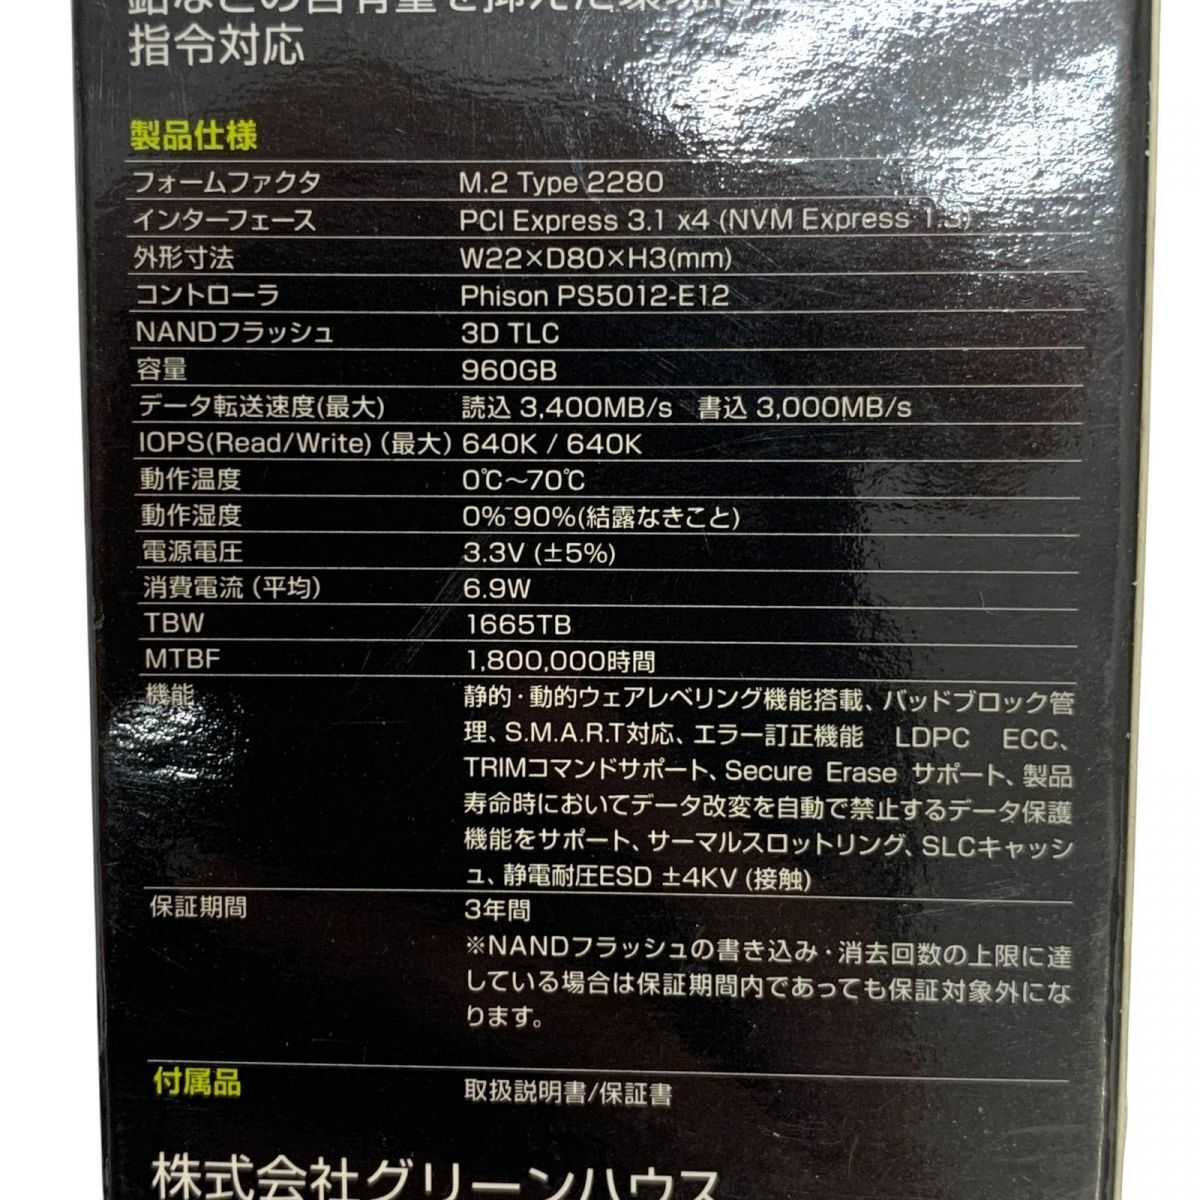 鉛などの含有量を抑えた環境に
指令対応
製品仕様
フォームファクタ M.2 Type 2280
インターフェース PCI Express 3.1 x4 (NVM Express 1.3)
外形寸法 W22×D80×H3(mm)
コントローラ Phison PS5012-E12
NANDフラッシュ 3D TLC
容量 960GB
データ転送速度(最大) 読込 3,400MB/s 書込 3,000MB/s
IOPS(Read/Write) (最大) 640K / 640K
動作温度 0℃～70℃
動作湿度 0%~90%(結露なきこと)
電源電圧 3.3V (±5%)
消費電流 (平均) 6.9W
TBW 1665TB
MTBF 1,800,000時間
機能 静的・動的ウェアレベリング機能搭載、バッドブロック管
理、S.M.A.R.T対応、エラー訂正機能 LDPC ECC、
TRIMコマンドサポート、Secure Erase サポート、製品
寿命時においてデータ改変を自動で禁止するデータ保護
機能をサポート、サーマルスロットリング、SLCキャッシ
ュ、静電耐圧ESD ±4KV (接触)
保証期間 3年間
※NANDフラッシュの書き込み・消去回数の上限に達
している場合は保証期間内であっても保証対象外にな
ります。
付属品 取扱説明書/保証書
株式会社グリーンハウス